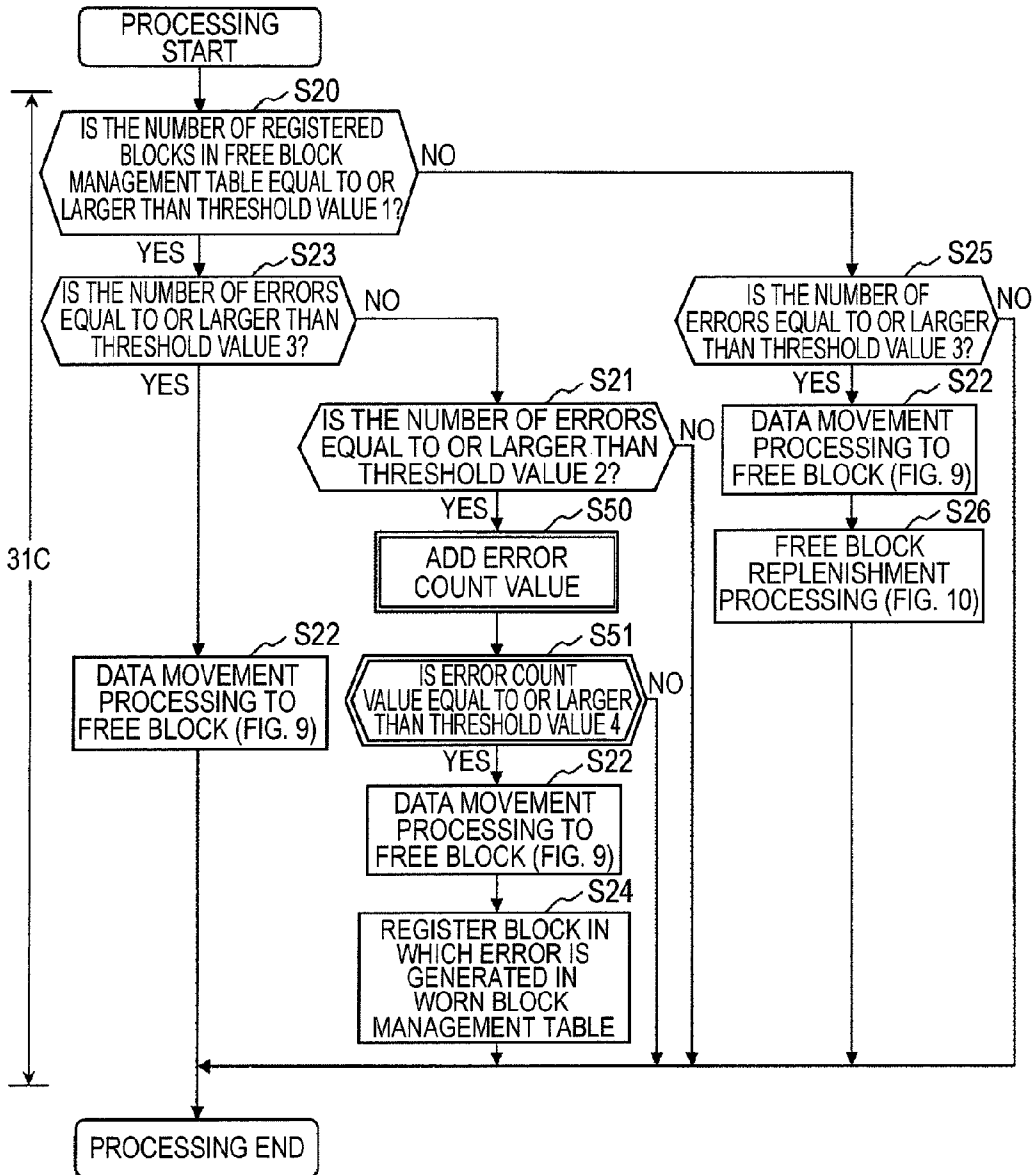 PROCESSING
START
S20
IS THE NUMBER OF REGISTERED
BLOCKS IN FREE BLOCK
MANAGEMENT TABLE EQUAL TO OR
LARGER THAN THRESHOLD VALUE 1?
NO
YES
S23
IS THE NUMBER OF ERRORS
EQUAL TO OR LARGER THAN
THRESHOLD VALUE 3?
NO
YES
S25
IS THE NUMBER OF
ERRORS EQUAL TO OR LARGER
THAN THRESHOLD VALUE 3?
NO
YES
S21
IS THE NUMBER OF ERRORS
EQUAL TO OR LARGER THAN
THRESHOLD VALUE 2?
NO
YES
S22
DATA MOVEMENT
PROCESSING TO
FREE BLOCK (FIG. 9)
S50
ADD ERROR
COUNT VALUE
S26
FREE BLOCK
REPLENISHMENT
PROCESSING (FIG. 10)
31C
S51
IS ERROR COUNT
VALUE EQUAL TO OR LARGER
THAN THRESHOLD VALUE 4
NO
YES
S22
DATA MOVEMENT
PROCESSING TO
FREE BLOCK (FIG. 9)
S22
DATA MOVEMENT
PROCESSING TO
FREE BLOCK (FIG. 9)
S24
REGISTER BLOCK IN
WHICH ERROR IS
GENERATED IN
WORN BLOCK
MANAGEMENT TABLE
PROCESSING END